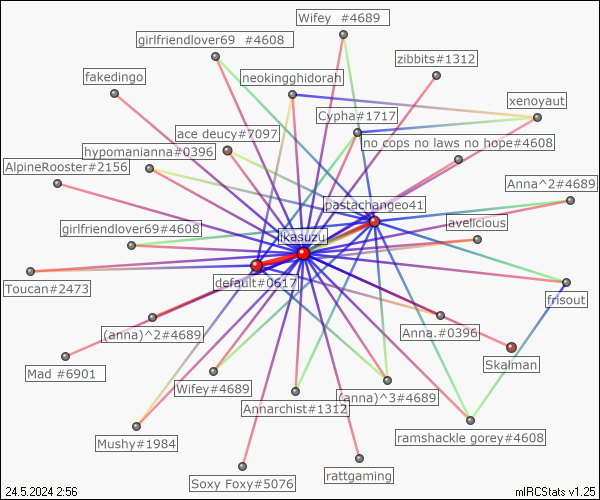 Wifey  #4689
girlfriendlover69  #4608
zibbits#1312
fakedingo
neokingghidorah
xenoyaut
Cypha#1717
ace deucy#7097
no cops no laws no hope#4608
hypomanianna#0396
AlpineRooster#2156
Anna^2#4689
pastachangeo41
girlfriendlover69#4608
avelicious
ikasuzu
default#0617
Toucan#2473
frisout
(anna)^2#4689
Anna.#0396
Skalman
Mad #6901
Wifey#4689
(anna)^3#4689
Annarchist#1312
Mushy#1984
ramshackle gorey#4608
Soxy Foxy#5076
rattgaming
24.5.2024 2:56
mIRCStats v1.25